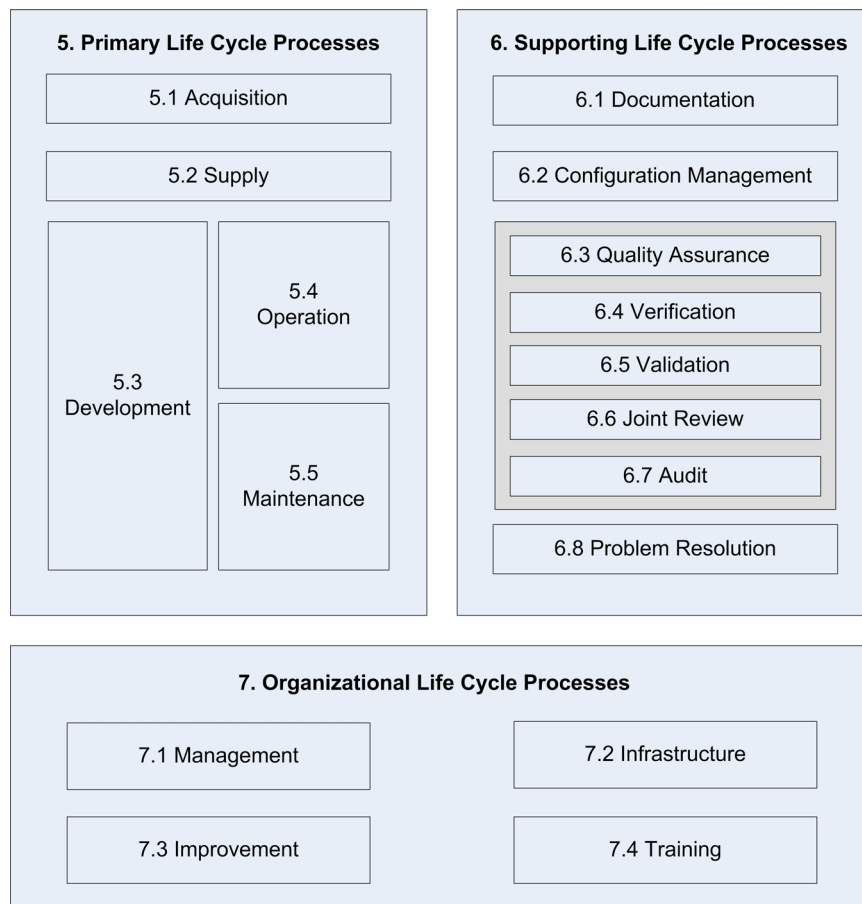 5. Primary Life Cycle Processes
5.1 Acquisition
5.2 Supply
5.3
Development
5.4
Operation
5.5
Maintenance
6. Supporting Life Cycle Processes
6.1 Documentation
6.2 Configuration Management
6.3 Quality Assurance
6.4 Verification
6.5 Validation
6.6 Joint Review
6.7 Audit
6.8 Problem Resolution
7. Organizational Life Cycle Processes
7.1 Management
7.2 Infrastructure
7.3 Improvement
7.4 Training